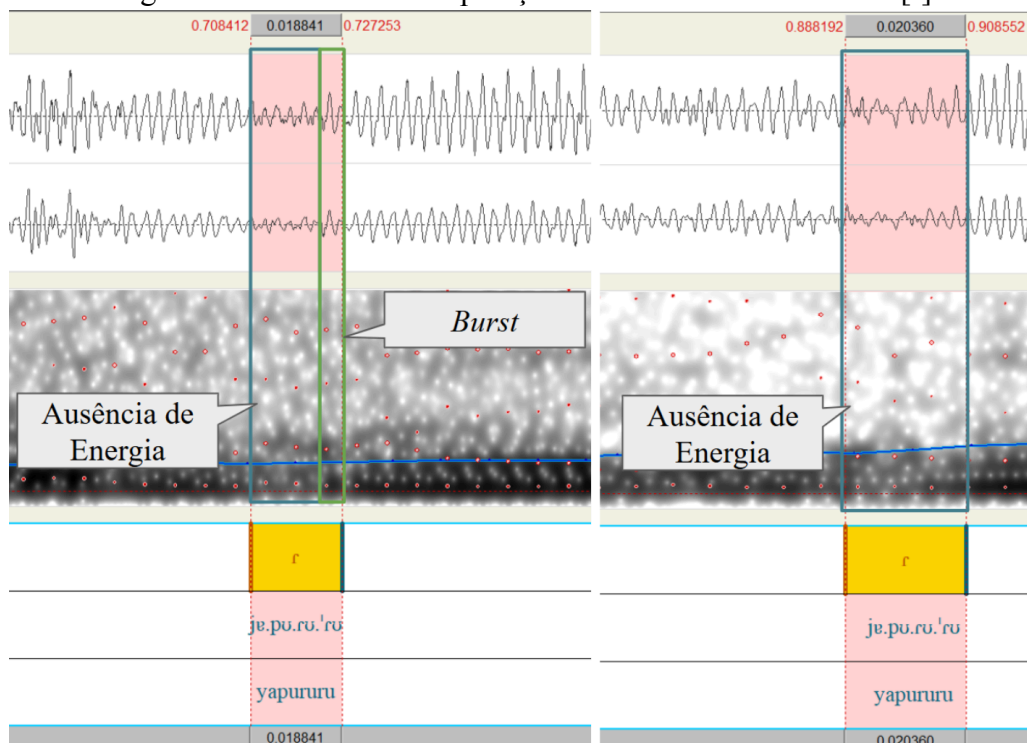 0.708412 0.018841 0.727253
Burst
Ausência de
Energia
ɾ
jɐ.pʊ.ɾʊ.ˈɾʊ
yapururu
0.018841
0.888192 0.020360 0.908552
Ausência de
Energia
ɾ
jɐ.pʊ.ɾʊ.ˈɾʊ
yapururu
0.020360